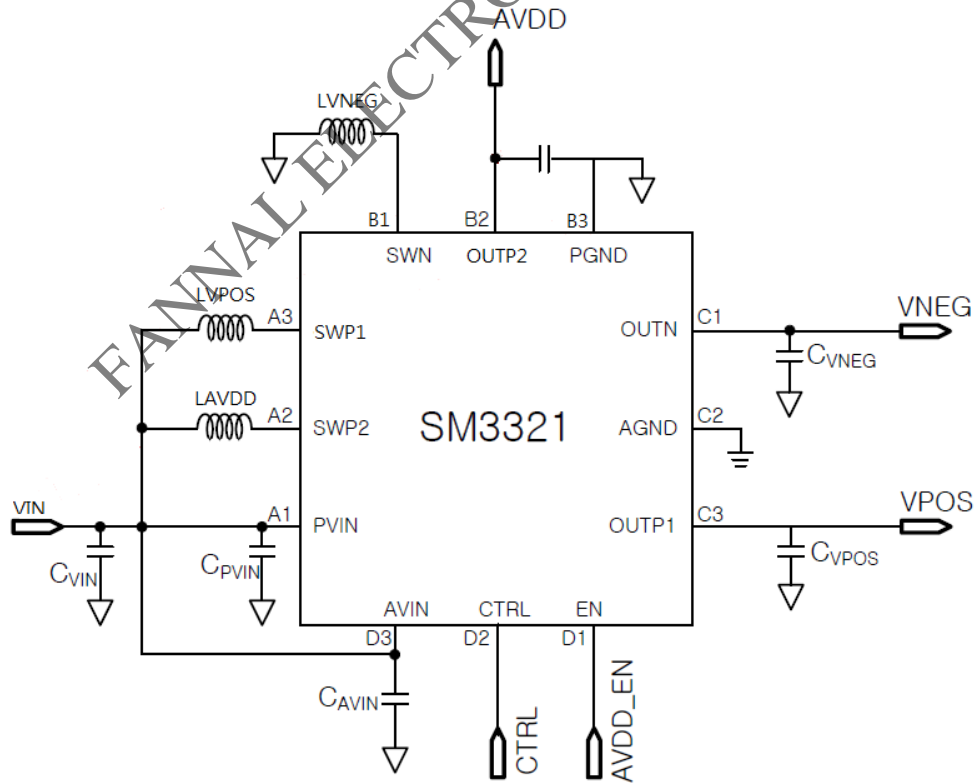 AVDD
FANNAL ELECTRO
LVNEG
B1
B2
B3
SWN
OUTP2
PGND
LVPOS
A3
SWP1
OUTN
C1
VNEG
CVNEG
LAVDD
A2
SWP2
SM3321
AGND
C2
VIN
A1
PVIN
OUTP1
C3
VPOS
CVIN
CPVIN
CVPOS
AVIN
CTRL
EN
D3
D2
D1
CAVIN
CTRL
AVDD_EN